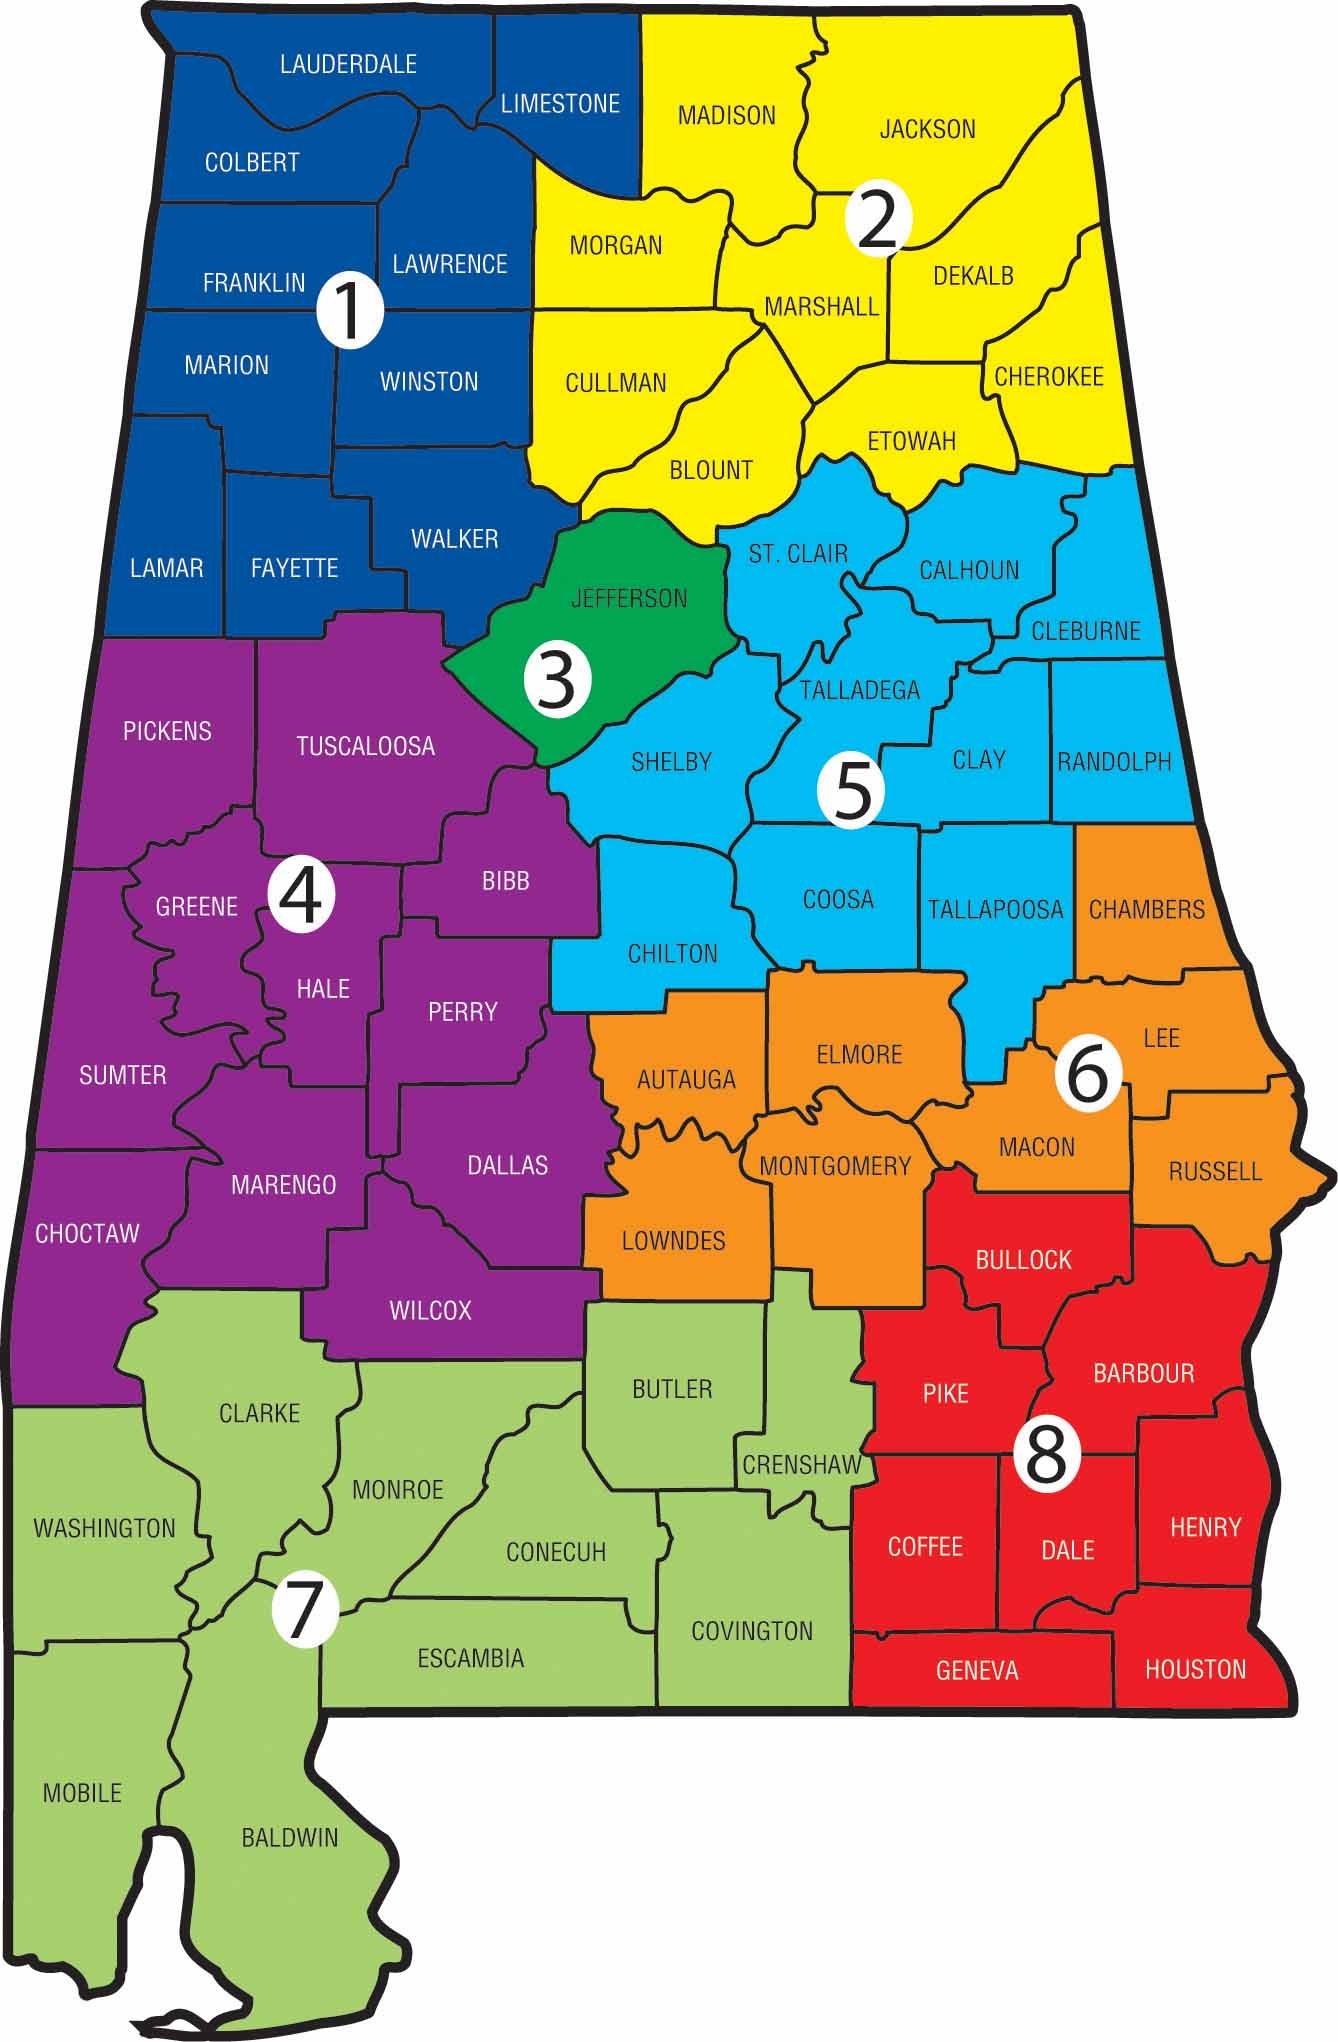 LAUDERDALE
LIMESTONE
MADISON
JACKSON
COLBERT
2
MORGAN
LAWRENCE
DEKALB
FRANKLIN
1
MARSHALL
MARION
WINSTON
CULLMAN
CHEROKEE
ETOWAH
BLOUNT
WALKER
ST. CLAIR
LAMAR
FAYETTE
CALHOUN
JEFFERSON
CLEBURNE
3
TALLADEGA
PICKENS
TUSCALOOSA
SHELBY
CLAY
RANDOLPH
5
BIBB
4
GREENE
COOSA
TALLAPOOSA
CHAMBERS
CHILTON
HALE
PERRY
LEE
ELMORE
6
SUMTER
AUTAUGA
MACON
DALLAS
MONTGOMERY
RUSSELL
MARENGO
CHOCTAW
LOWNDES
BULLOCK
WILCOX
BARBOUR
BUTLER
PIKE
CLARKE
8
CRENSHAW
MONROE
WASHINGTON
HENRY
COFFEE
CONECUH
DALE
7
COVINGTON
ESCAMBIA
GENEVA
HOUSTON
MOBILE
BALDWIN